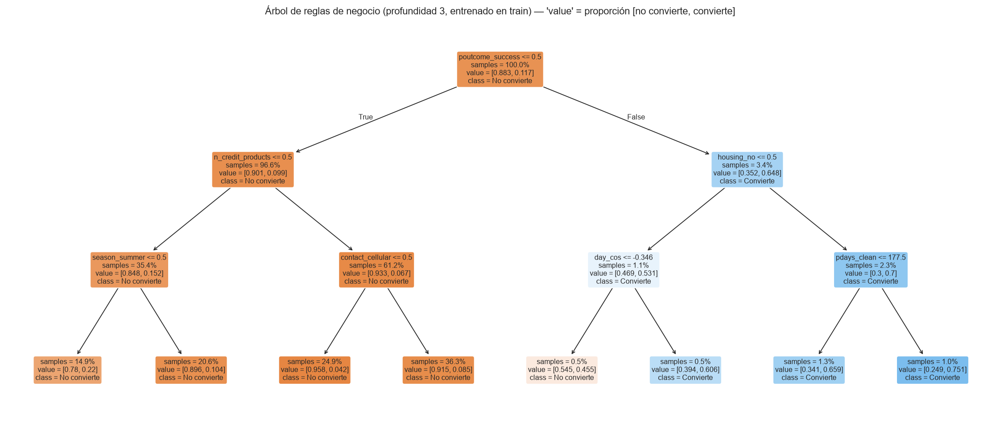 Árbol de reglas de negocio (profundidad 3, entrenado en train) — 'value' = proporción [no convierte, convierte]
poutcome_success <= 0.5
samples = 100.0%
value = [0.883, 0.117]
class = No convierte
True
False
n_credit_products <= 0.5
samples = 96.6%
value = [0.901, 0.099]
class = No convierte
housing_no <= 0.5
samples = 3.4%
value = [0.352, 0.648]
class = Convierte
season_summer <= 0.5
samples = 35.4%
value = [0.848, 0.152]
class = No convierte
contact_cellular <= 0.5
samples = 61.2%
value = [0.933, 0.067]
class = No convierte
day_cos <= -0.346
samples = 1.1%
value = [0.469, 0.531]
class = Convierte
pdays_clean <= 177.5
samples = 2.3%
value = [0.3, 0.7]
class = Convierte
samples = 14.9%
value = [0.78, 0.22]
class = No convierte
samples = 20.6%
value = [0.896, 0.104]
class = No convierte
samples = 24.9%
value = [0.958, 0.042]
class = No convierte
samples = 36.3%
value = [0.915, 0.085]
class = No convierte
samples = 0.5%
value = [0.545, 0.455]
class = No convierte
samples = 0.5%
value = [0.394, 0.606]
class = Convierte
samples = 1.3%
value = [0.341, 0.659]
class = Convierte
samples = 1.0%
value = [0.249, 0.751]
class = Convierte